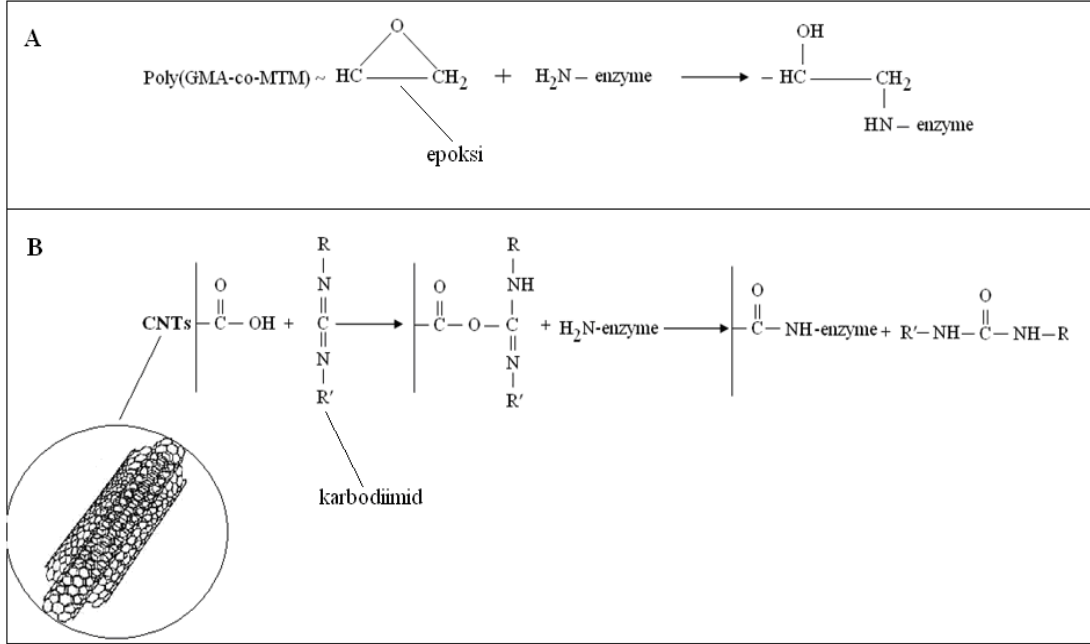 A
O
OH
Poly(GMA-co-MTM) ~ HC CH₂ + H₂N – enzyme – HC CH₂
HN – enzyme
epoksi
B
R
R
N
O
O
NH
O
O
CNTs C OH + C C O C + H₂N-enzyme C NH-enzyme + R′–NH–C–NH–R
N
N
R′
R′
karbodiimid